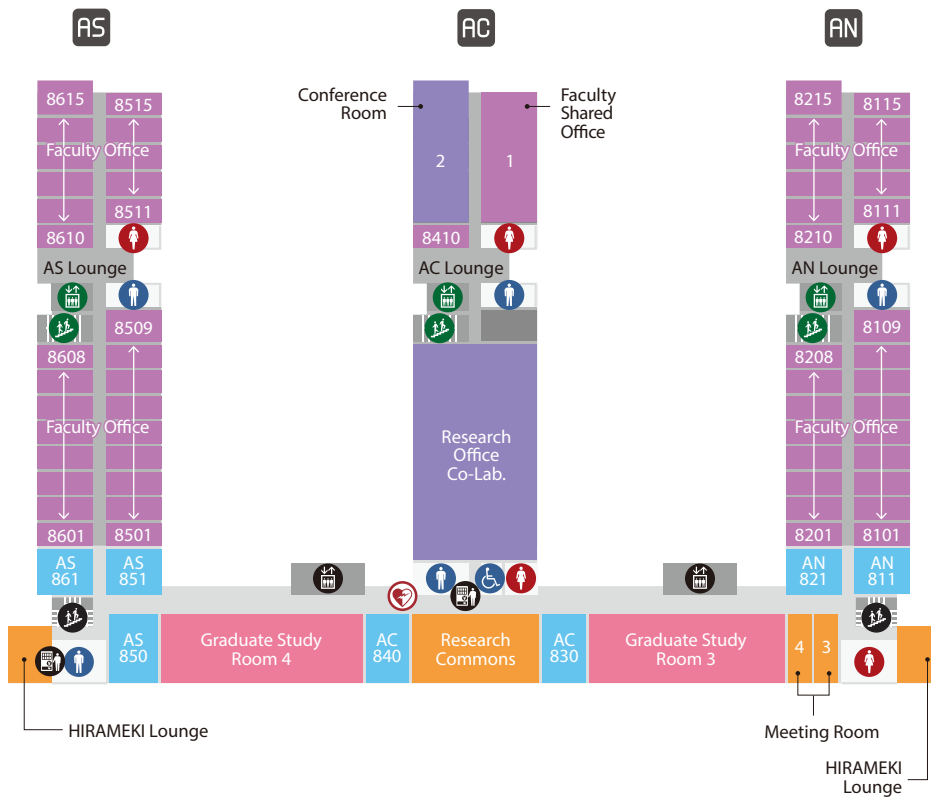 AS
AC
AN
8615
8515
Faculty Office
8511
8610
AS Lounge
8509
8608
Faculty Office
8601
8501
AS
861
AS
851
Conference
Room
Faculty
Shared
Office
2
1
8410
AC Lounge
Research
Office
Co-Lab.
8215
8115
Faculty Office
8111
8210
AN Lounge
8109
8208
Faculty Office
8201
8101
AN
821
AN
811
AS
850
Graduate Study
Room 4
AC
840
Research
Commons
AC
830
Graduate Study
Room 3
4
3
HIRAMEKI Lounge
Meeting Room
HIRAMEKI
Lounge